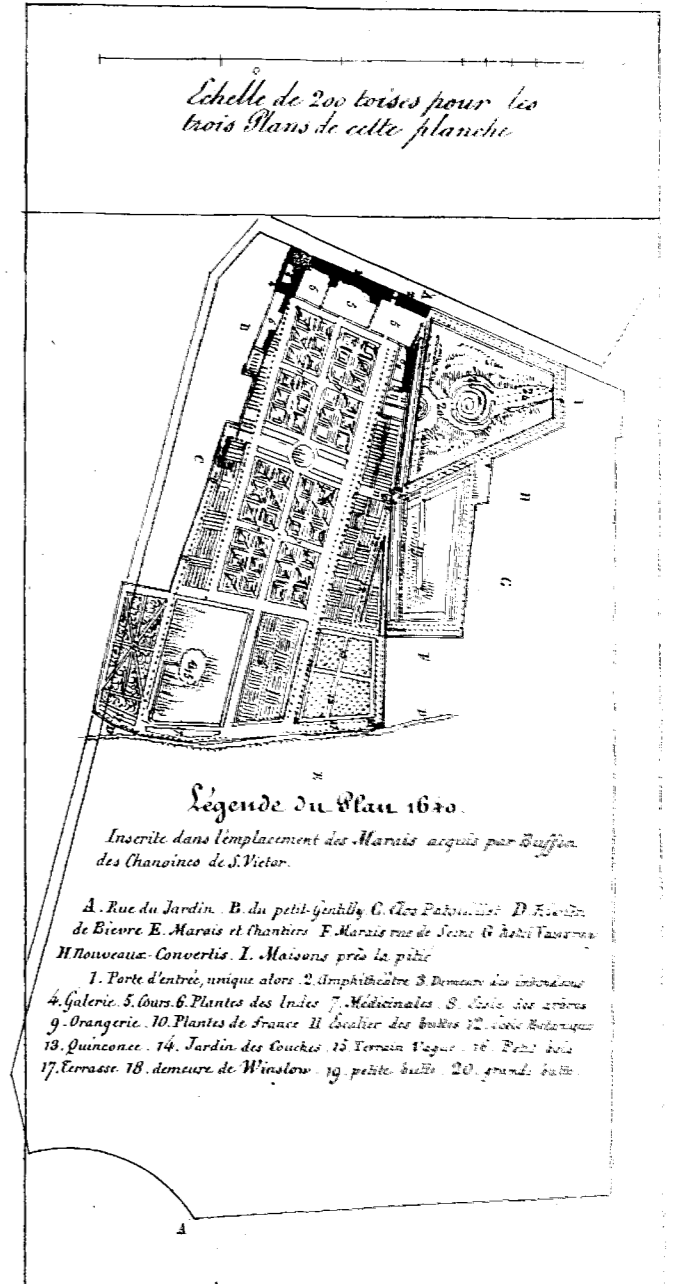 Echelle de 200 toises pour les
trois Plans de cette planche
Légende du Plan 1640.
Inscrite dans l'emplacement des Marais acquis par Buffon
des Chanoines de S. Victor.
A. Rue du Jardin. B. du petit-Gentilly C. Clos Patouillet D. Rivière
de Bievre E. Marais et Chantiers F. Marais rue de Seine G hotel Vauvray
H. Nouveaux-Convertis. I. Maisons près la pitié
1. Porte d'entrée, unique alors. 2. Amphithéâtre 3. Demeure des intendans
4. Galerie. 5. Cours. 6. Plantes des Indes 7. Médicinales. 8. Ecole des arbres
9. Orangerie. 10. Plantes de france 11 Escalier des buttes 12. Ecole Botanique
13. Quinconce. 14. Jardin des Couches. 15. Terrain Vague. 16. Petit bois
17. Terrasse 18. demeure de Winslow. 19. petite butte. 20. grande butte.
A